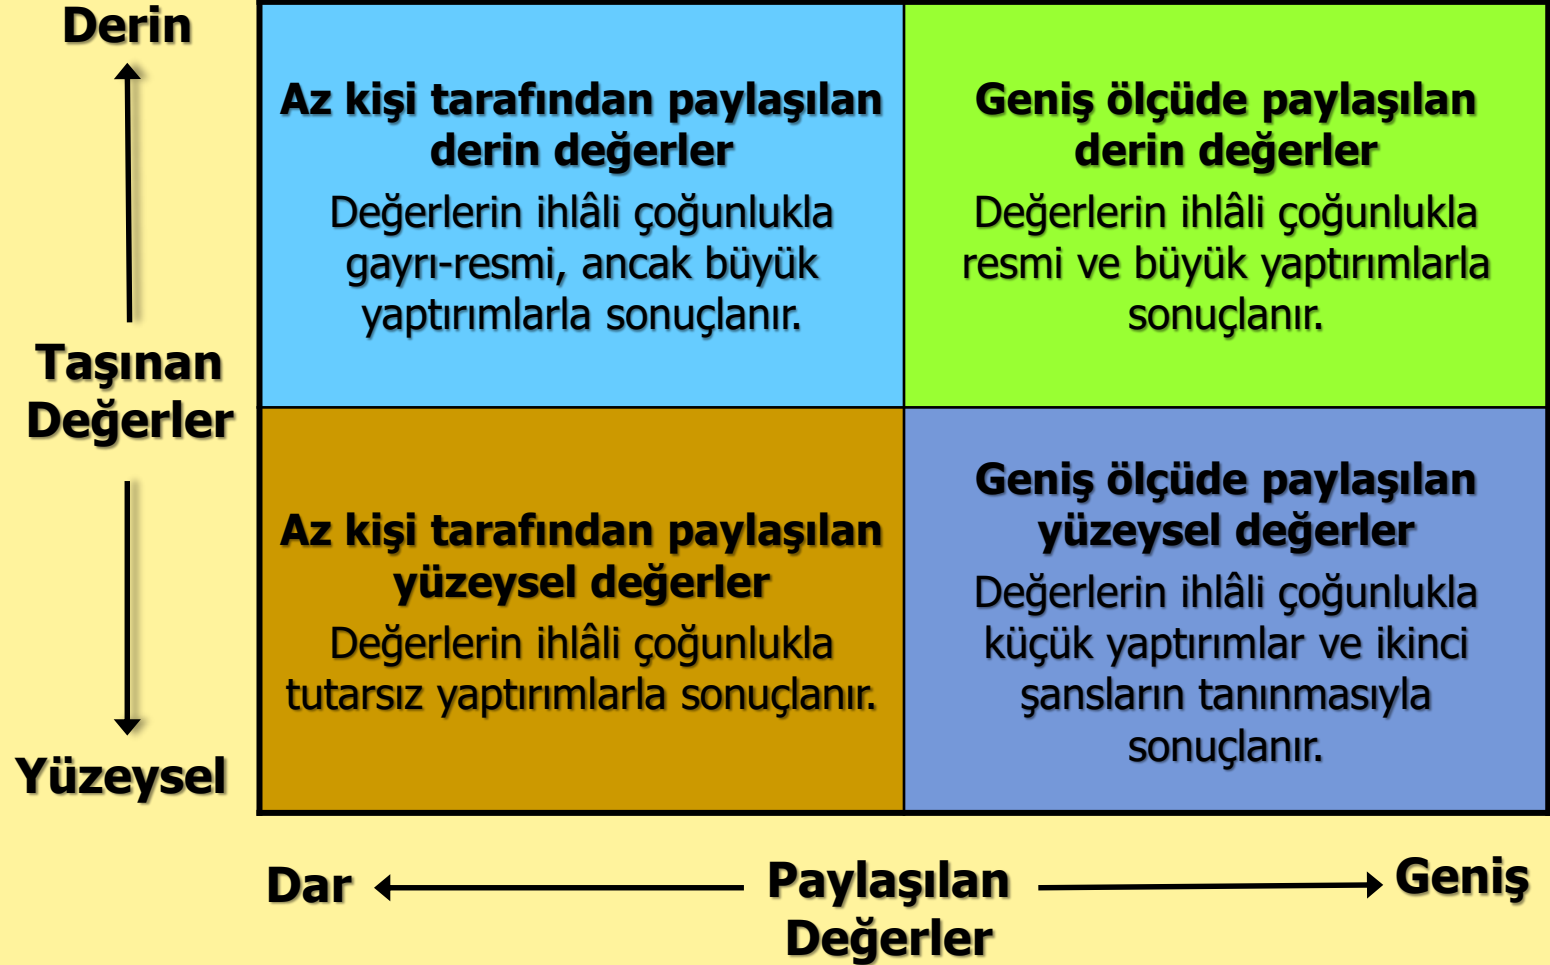 Derin
Az kişi tarafından paylaşılan
derin değerler
Değerlerin ihlâli çoğunlukla
gayrı-resmi, ancak büyük
yaptırımlarla sonuçlanır.
Geniş ölçüde paylaşılan
derin değerler
Değerlerin ihlâli çoğunlukla
resmi ve büyük yaptırımlarla
sonuçlanır.
Taşınan
Değerler
Az kişi tarafından paylaşılan
yüzeysel değerler
Değerlerin ihlâli çoğunlukla
tutarsız yaptırımlarla sonuçlanır.
Geniş ölçüde paylaşılan
yüzeysel değerler
Değerlerin ihlâli çoğunlukla
küçük yaptırımlar ve ikinci
şansların tanınmasıyla
sonuçlanır.
Yüzeysel
Dar
Paylaşılan
Değerler
Geniş